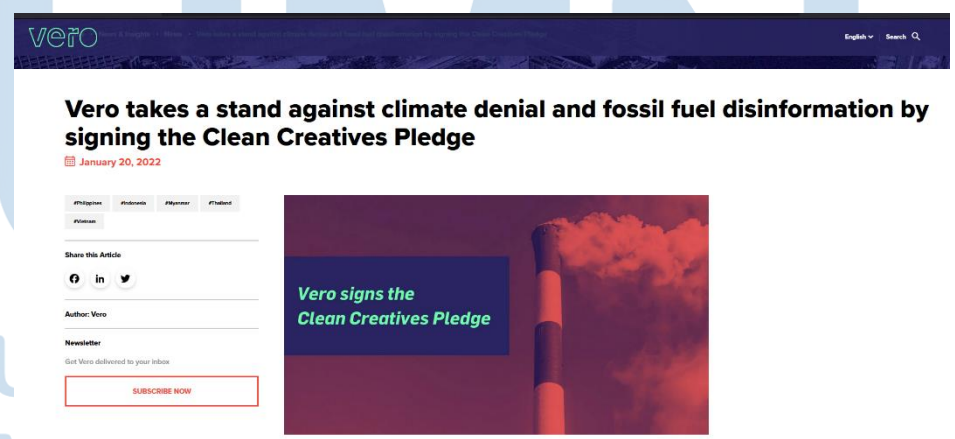 vero
English
Search
Vero takes a stand against climate denial and fossil fuel disinformation by
signing the Clean Creatives Pledge
January 20, 2022
#Philippines #Indonesia #Myanmar #Thailand
#Vietnam
Share this Article
Author: Vero
Newsletter
Get Vero delivered to your inbox
SUBSCRIBE NOW
Vero signs the
Clean Creatives Pledge